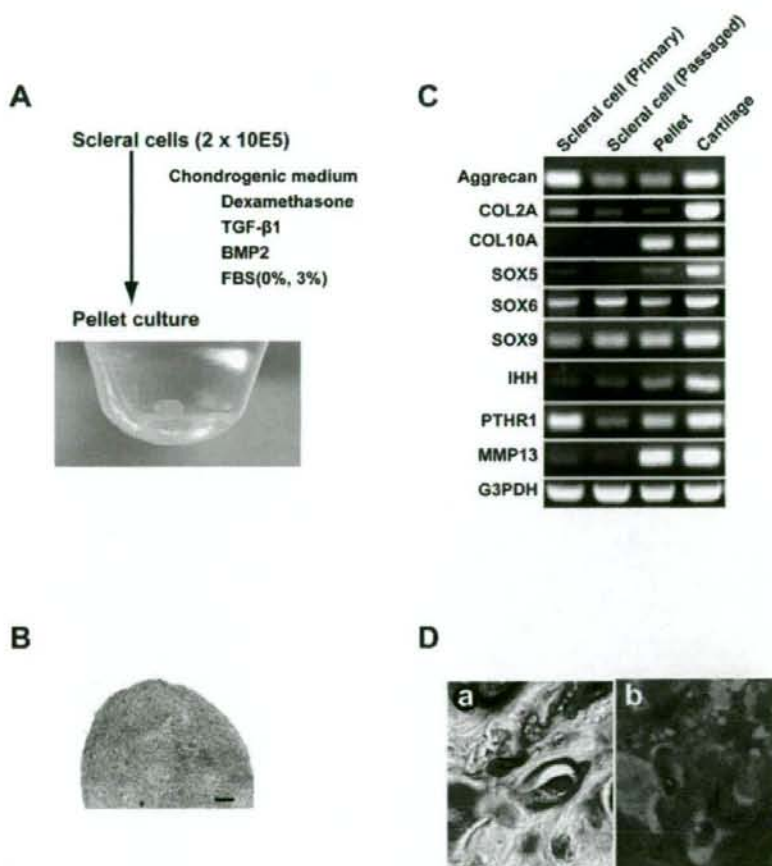 A
Scleral cells (2 x 10E5)
Chondrogenic medium
Dexamethasone
TGF-β1
BMP2
FBS(0%, 3%)
Pellet culture
B
C
Scleral cell (Primary)
Scleral cell (Passaged)
Pellet
Cartilage
Aggrecan
COL2A
COL10A
SOX5
SOX6
SOX9
IHH
PTHR1
MMP13
G3PDH
D
a
b